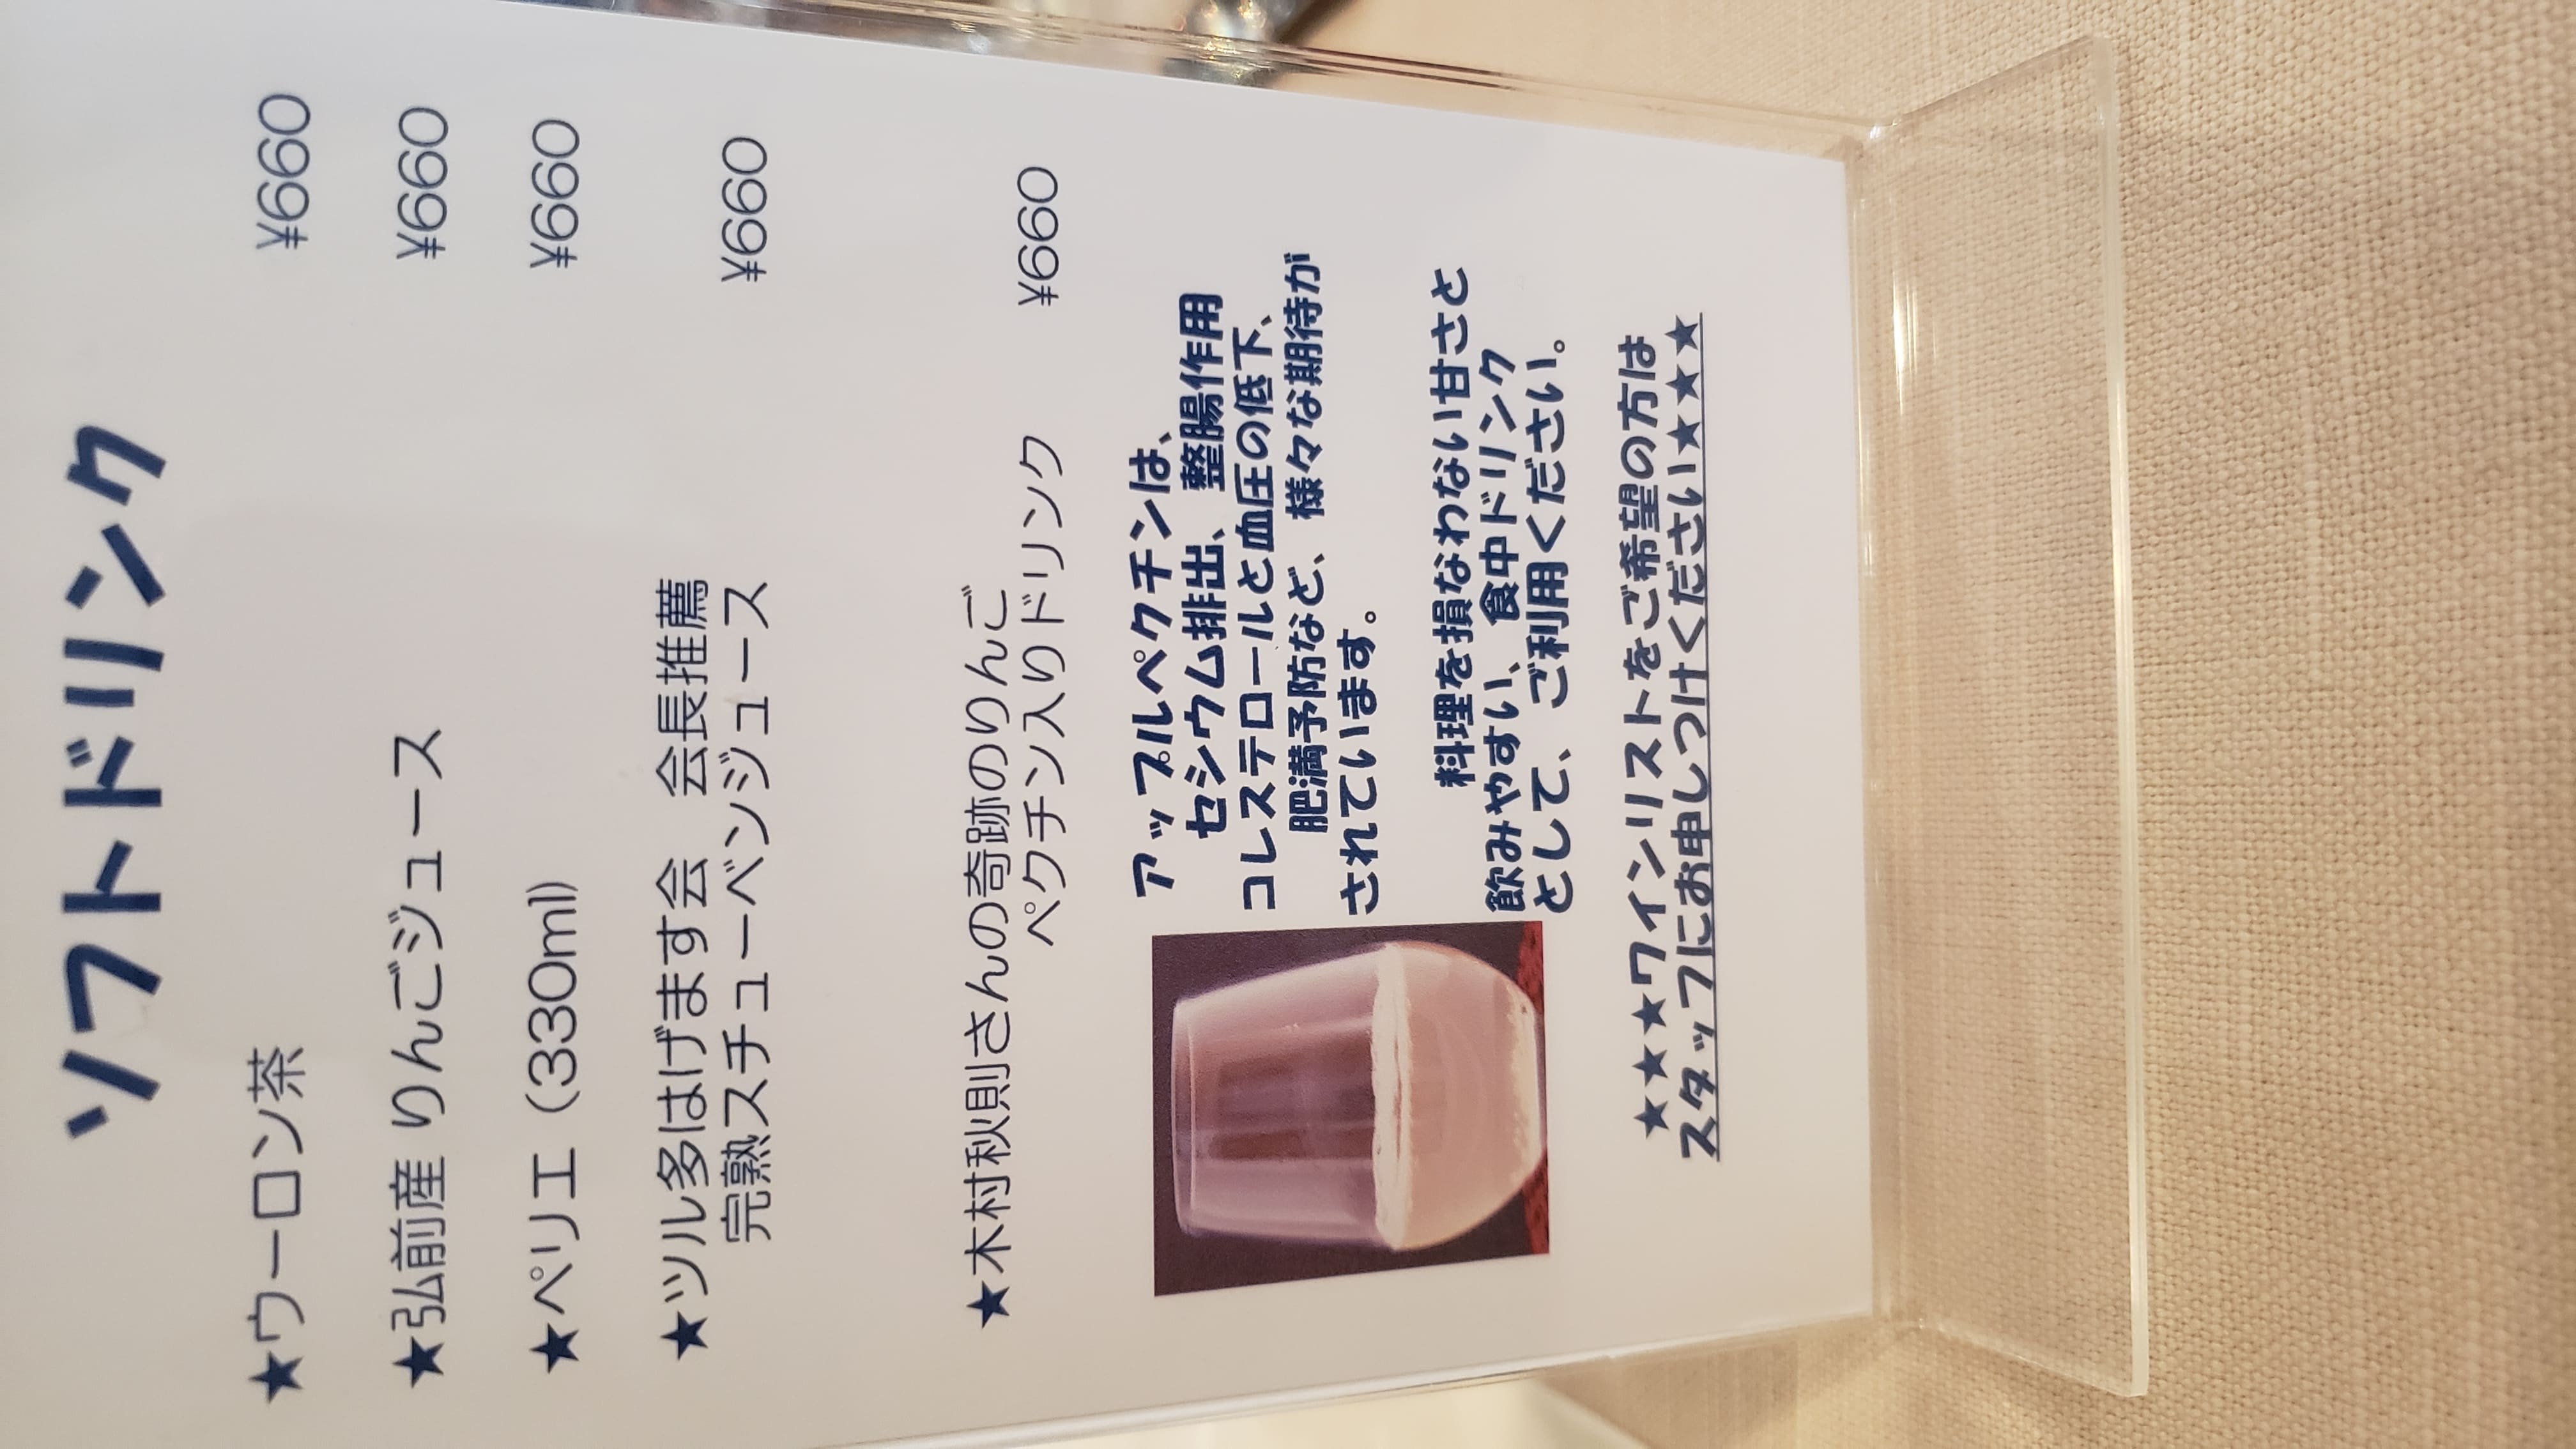 ソフトドリンク
★ウーロン茶 ¥660
★弘前産 りんごジュース ¥660
★ペリエ（330ml） ¥660
★ツル多はげます会　会長推薦
完熟スチューベンジュース ¥660
★木村秋則さんの奇跡のりんご
ペクチン入りドリンク ¥660
アップルペクチンは、
セシウム排出、整腸作用
コレステロールと血圧の低下、
肥満予防など、様々な期待が
されています。
料理を損なわない甘さと
飲みやすい、食中ドリンク
として、ご利用ください。
★★★ワインリストをご希望の方は
スタッフにお申しつけください★★★